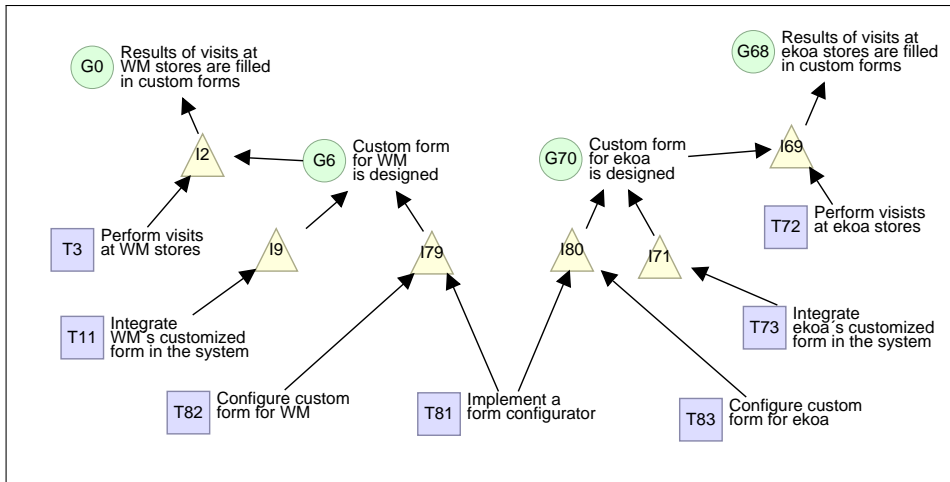 G0
Results of visits at
WM stores are filled
in custom forms
G68
Results of visits at
ekoa stores are filled
in custom forms
I2
G6
Custom form
for WM
is designed
G70
Custom form
for ekoa
is designed
I69
T3
Perform visits
at WM stores
I9
I79
I80
I71
T72
Perform visists
at ekoa stores
T11
Integrate
WM´s customized
form in the system
T73
Integrate
ekoa´s customized
form in the system
T82
Configure custom
form for WM
T81
Implement a
form configurator
T83
Configure custom
form for ekoa